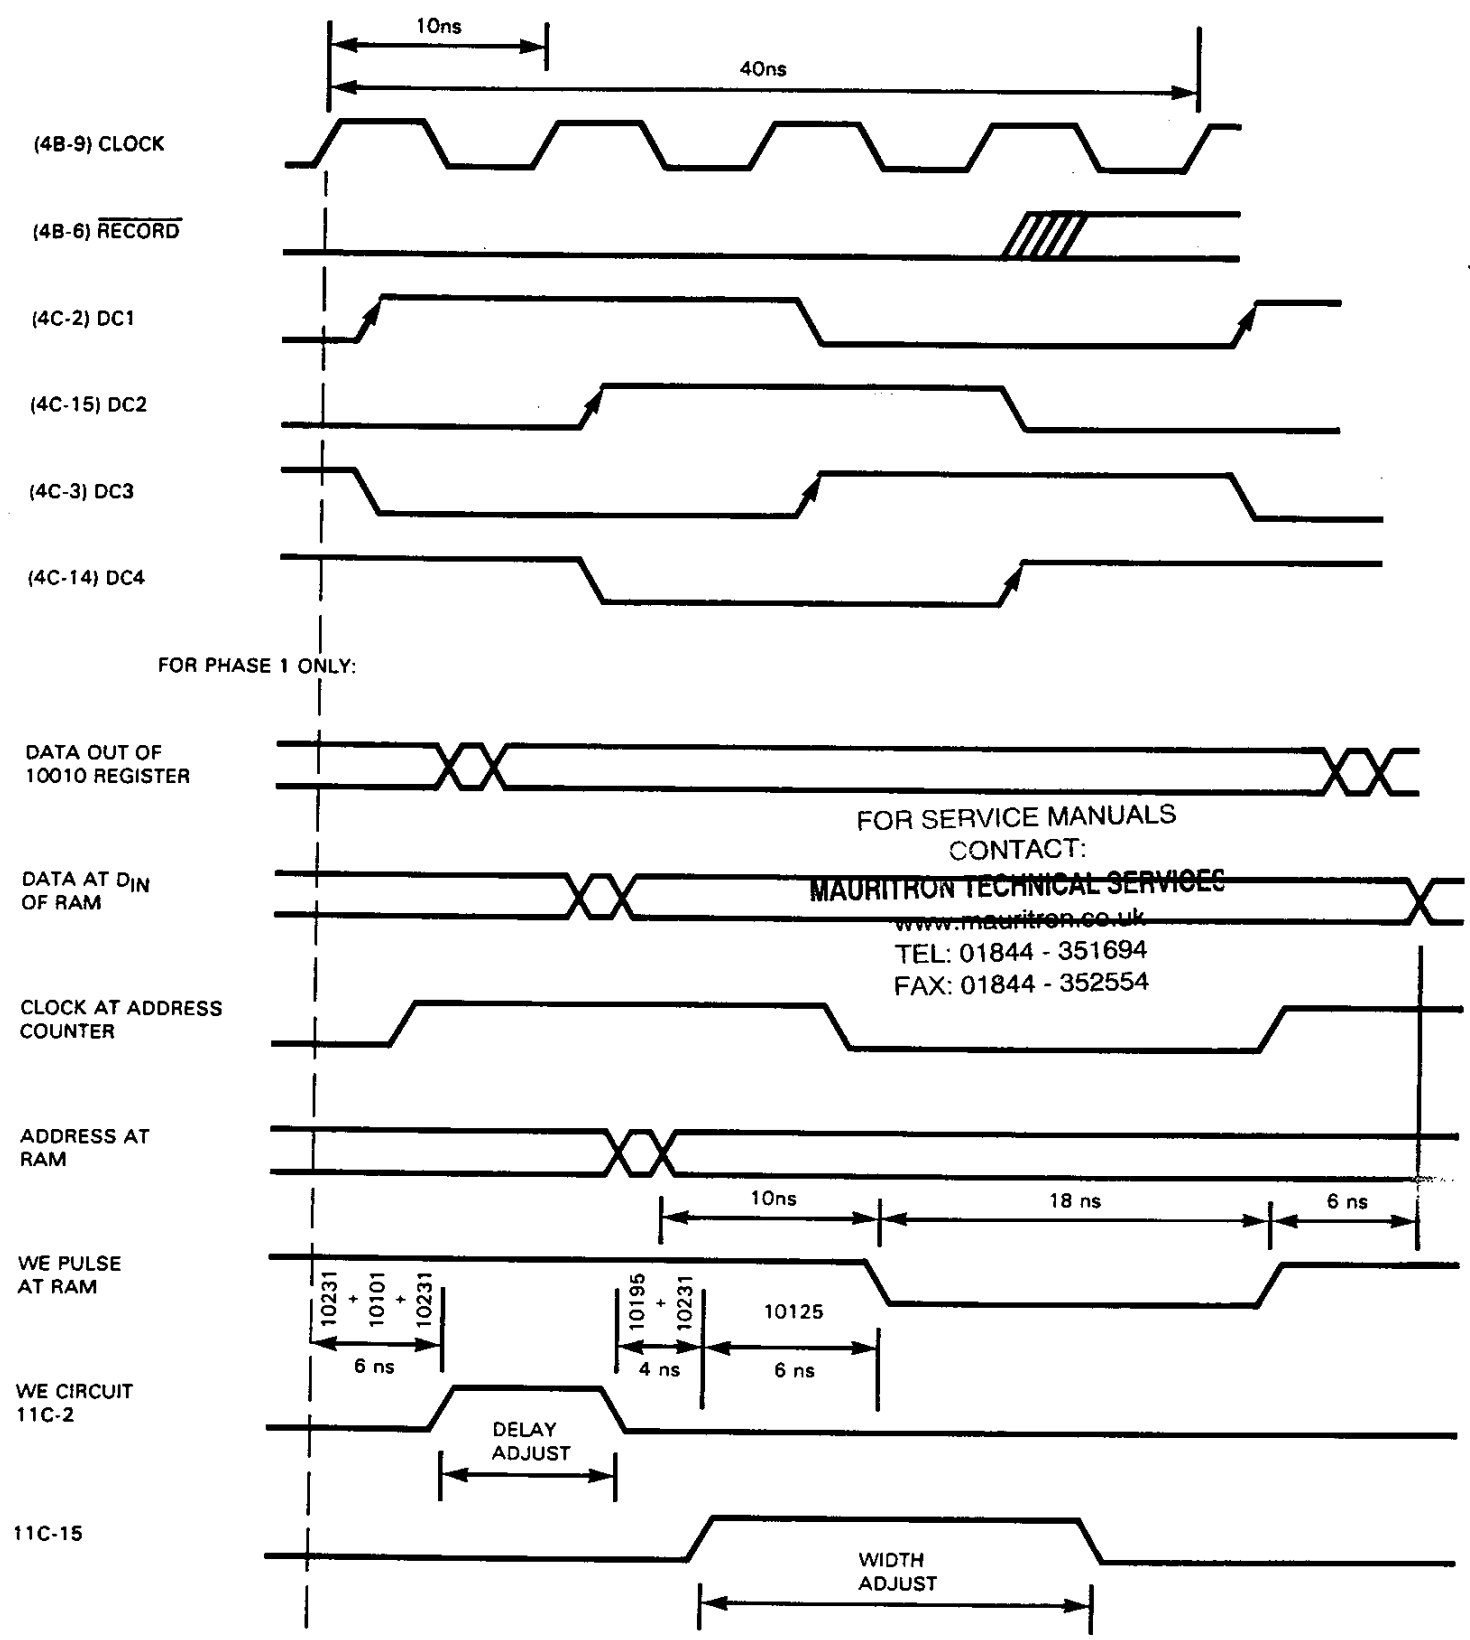 10ns
40ns
(4B-9) CLOCK
(4B-6) RECORD
(4C-2) DC1
(4C-15) DC2
(4C-3) DC3
(4C-14) DC4
FOR PHASE 1 ONLY:
DATA OUT OF
10010 REGISTER
FOR SERVICE MANUALS
CONTACT:
MAURITRON TECHNICAL SERVICES
www.mauritron.co.uk
TEL: 01844 - 351694
FAX: 01844 - 352554
DATA AT DIN
OF RAM
CLOCK AT ADDRESS
COUNTER
ADDRESS AT
RAM
10ns
18 ns
6 ns
WE PULSE
AT RAM
10231
+
10101
+
10231
6 ns
10195
+
10231
4 ns
10125
6 ns
WE CIRCUIT
11C-2
DELAY
ADJUST
11C-15
WIDTH
ADJUST